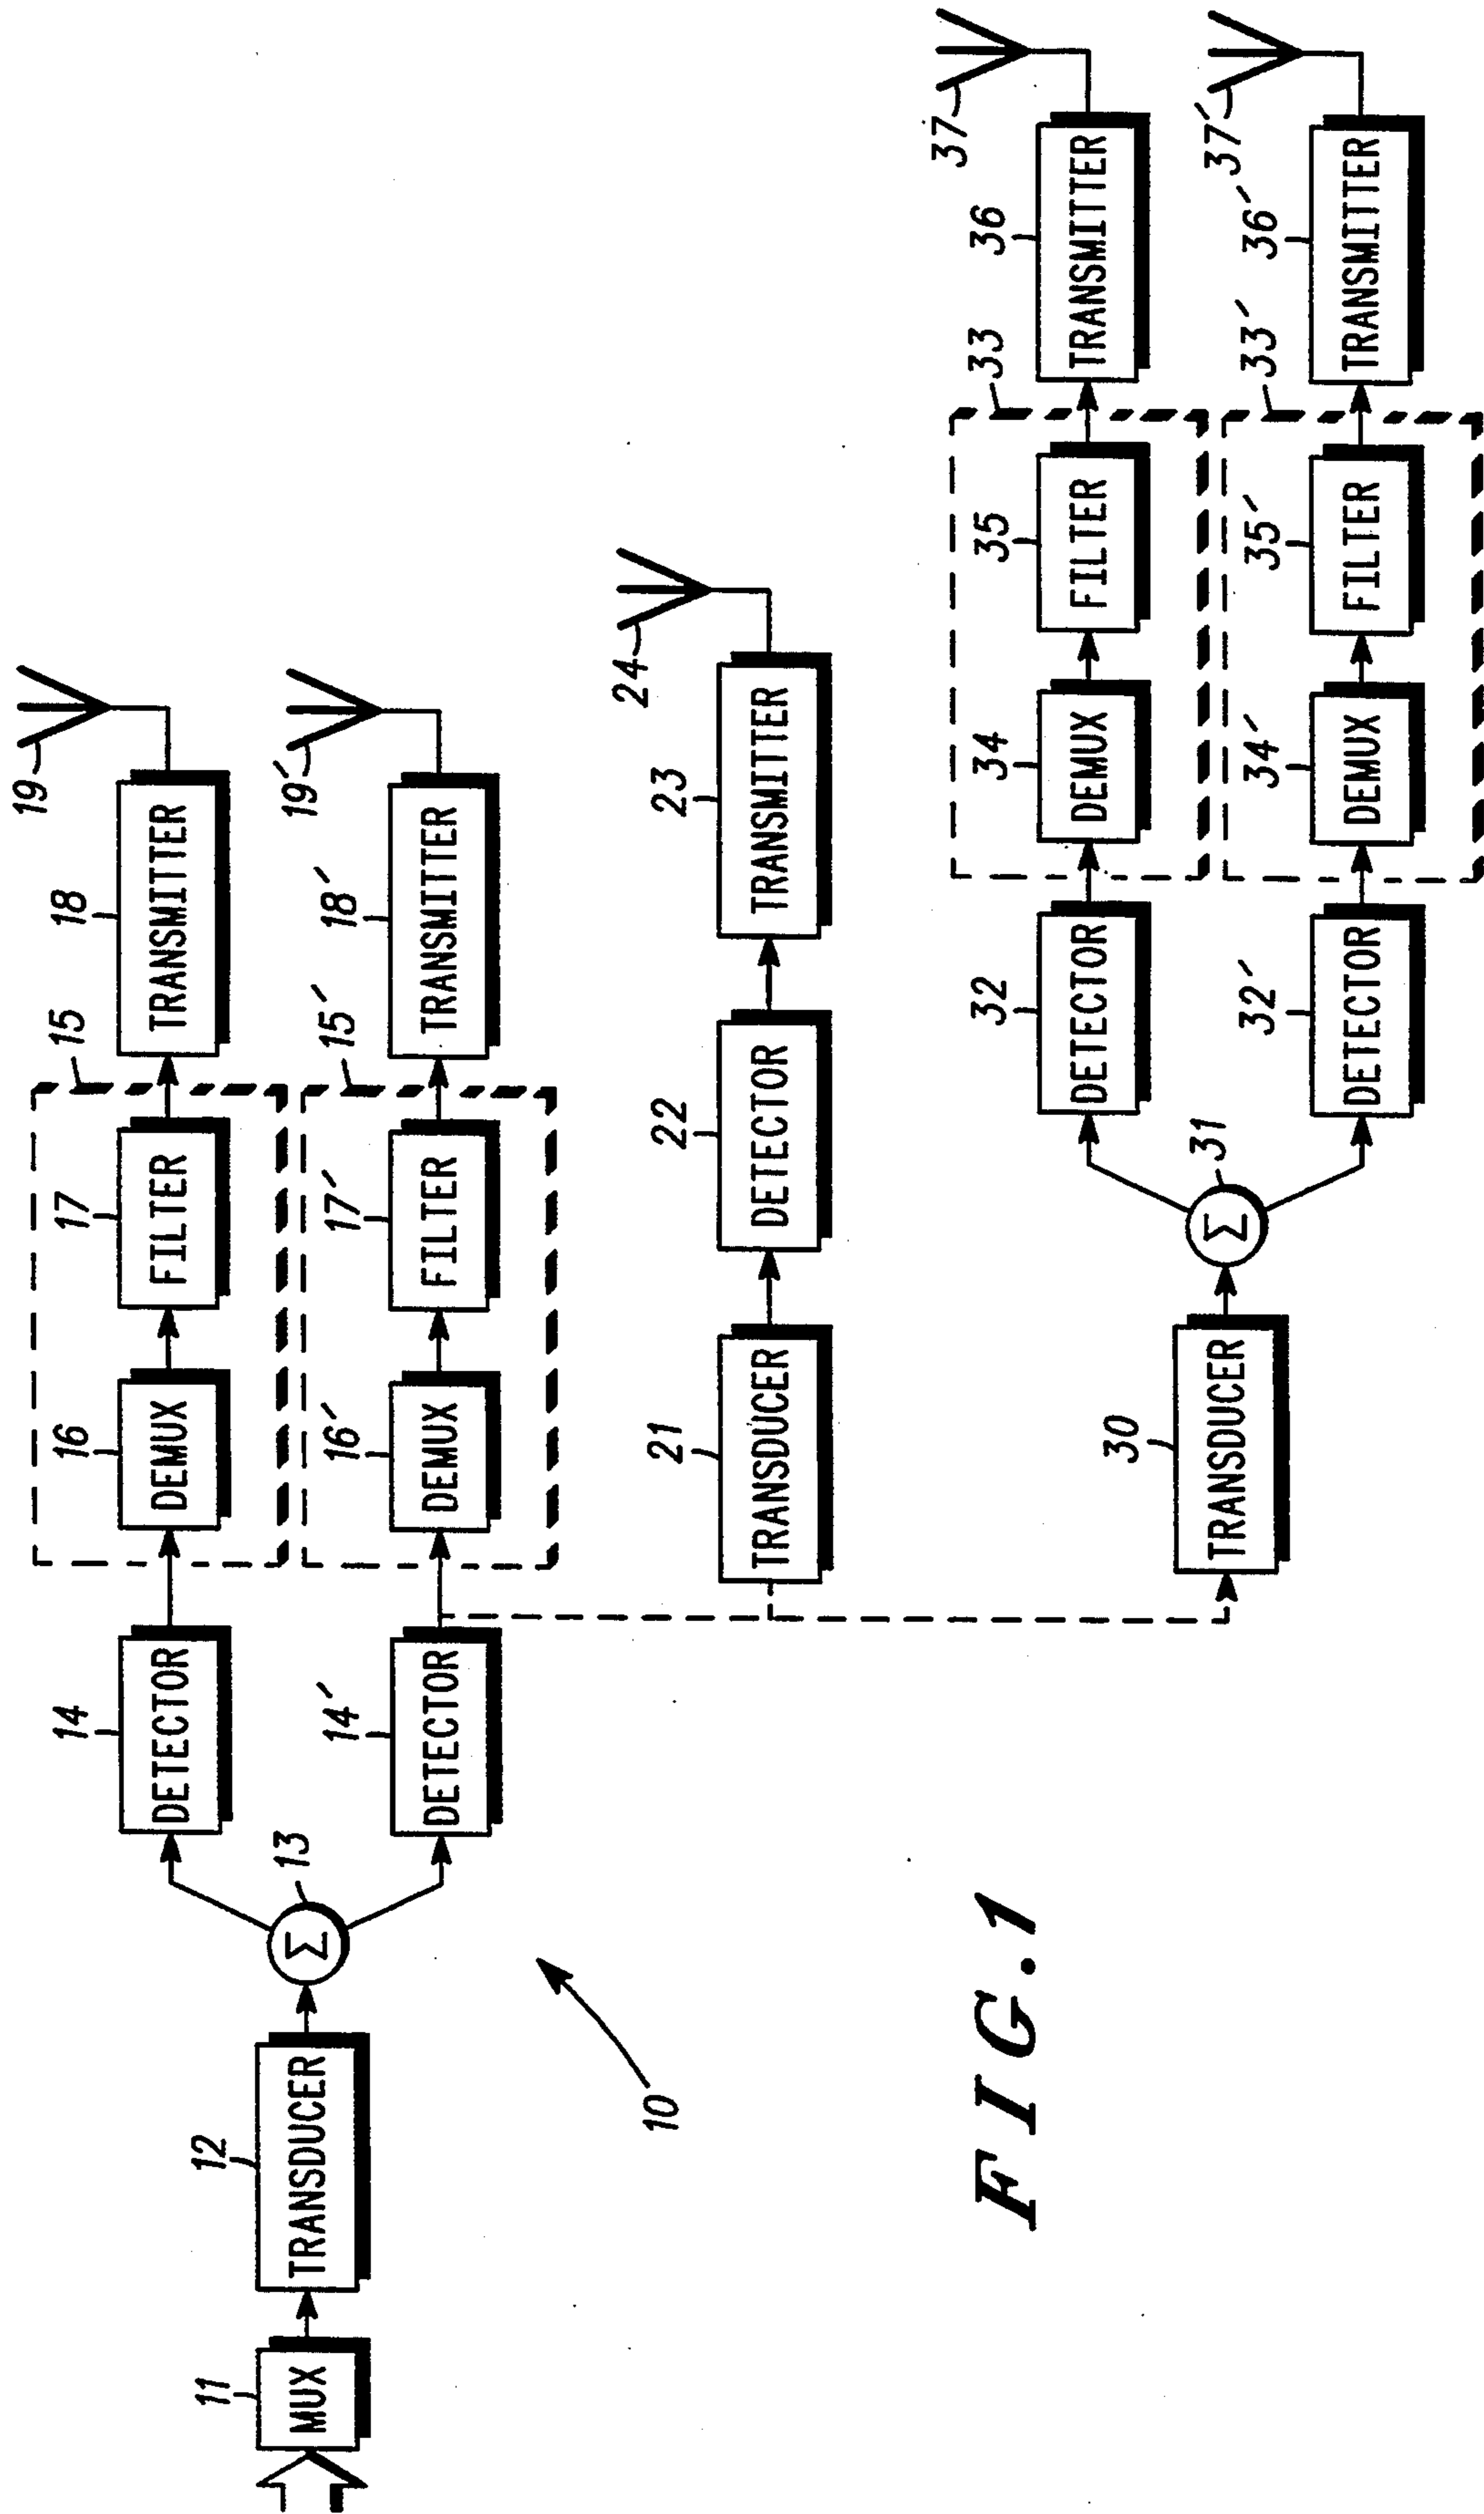 19
18
15
17
16
14
TRANSMITTER
FILTER
DEMUX
DETECTOR
13
Σ
12
TRANSDUCER
11
MUX
19′
18′
15′
17′
16′
14′
TRANSMITTER
FILTER
DEMUX
DETECTOR
10
24
23
22
21
TRANSMITTER
DETECTOR
TRANSDUCER
37
36
33
35
34
32
TRANSMITTER
FILTER
DEMUX
DETECTOR
31
Σ
30
TRANSDUCER
37′
36′
33′
35′
34′
32′
TRANSMITTER
FILTER
DEMUX
DETECTOR
FIG.1